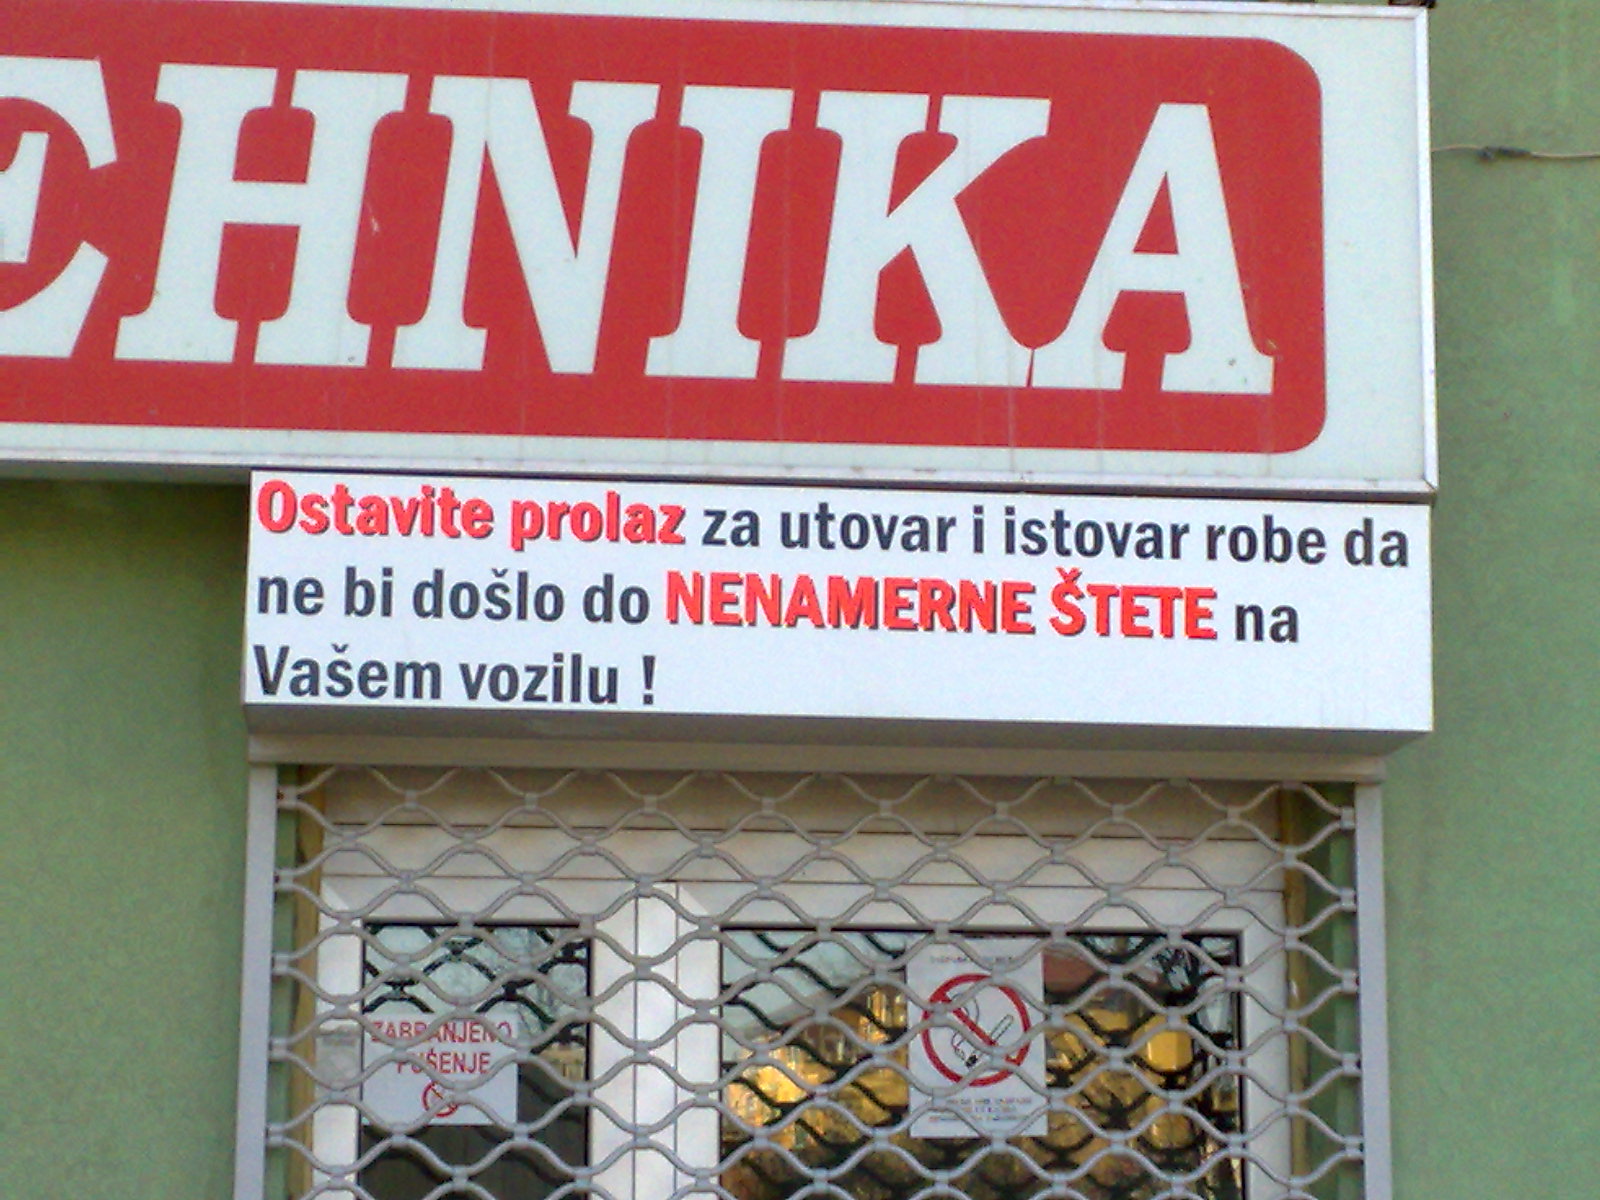 EHNIKA
Ostavite prolaz za utovar i istovar robe da
ne bi došlo do NENAMERNE ŠTETE na
Vašem vozilu !
ZABRANJENO
PUŠENJE